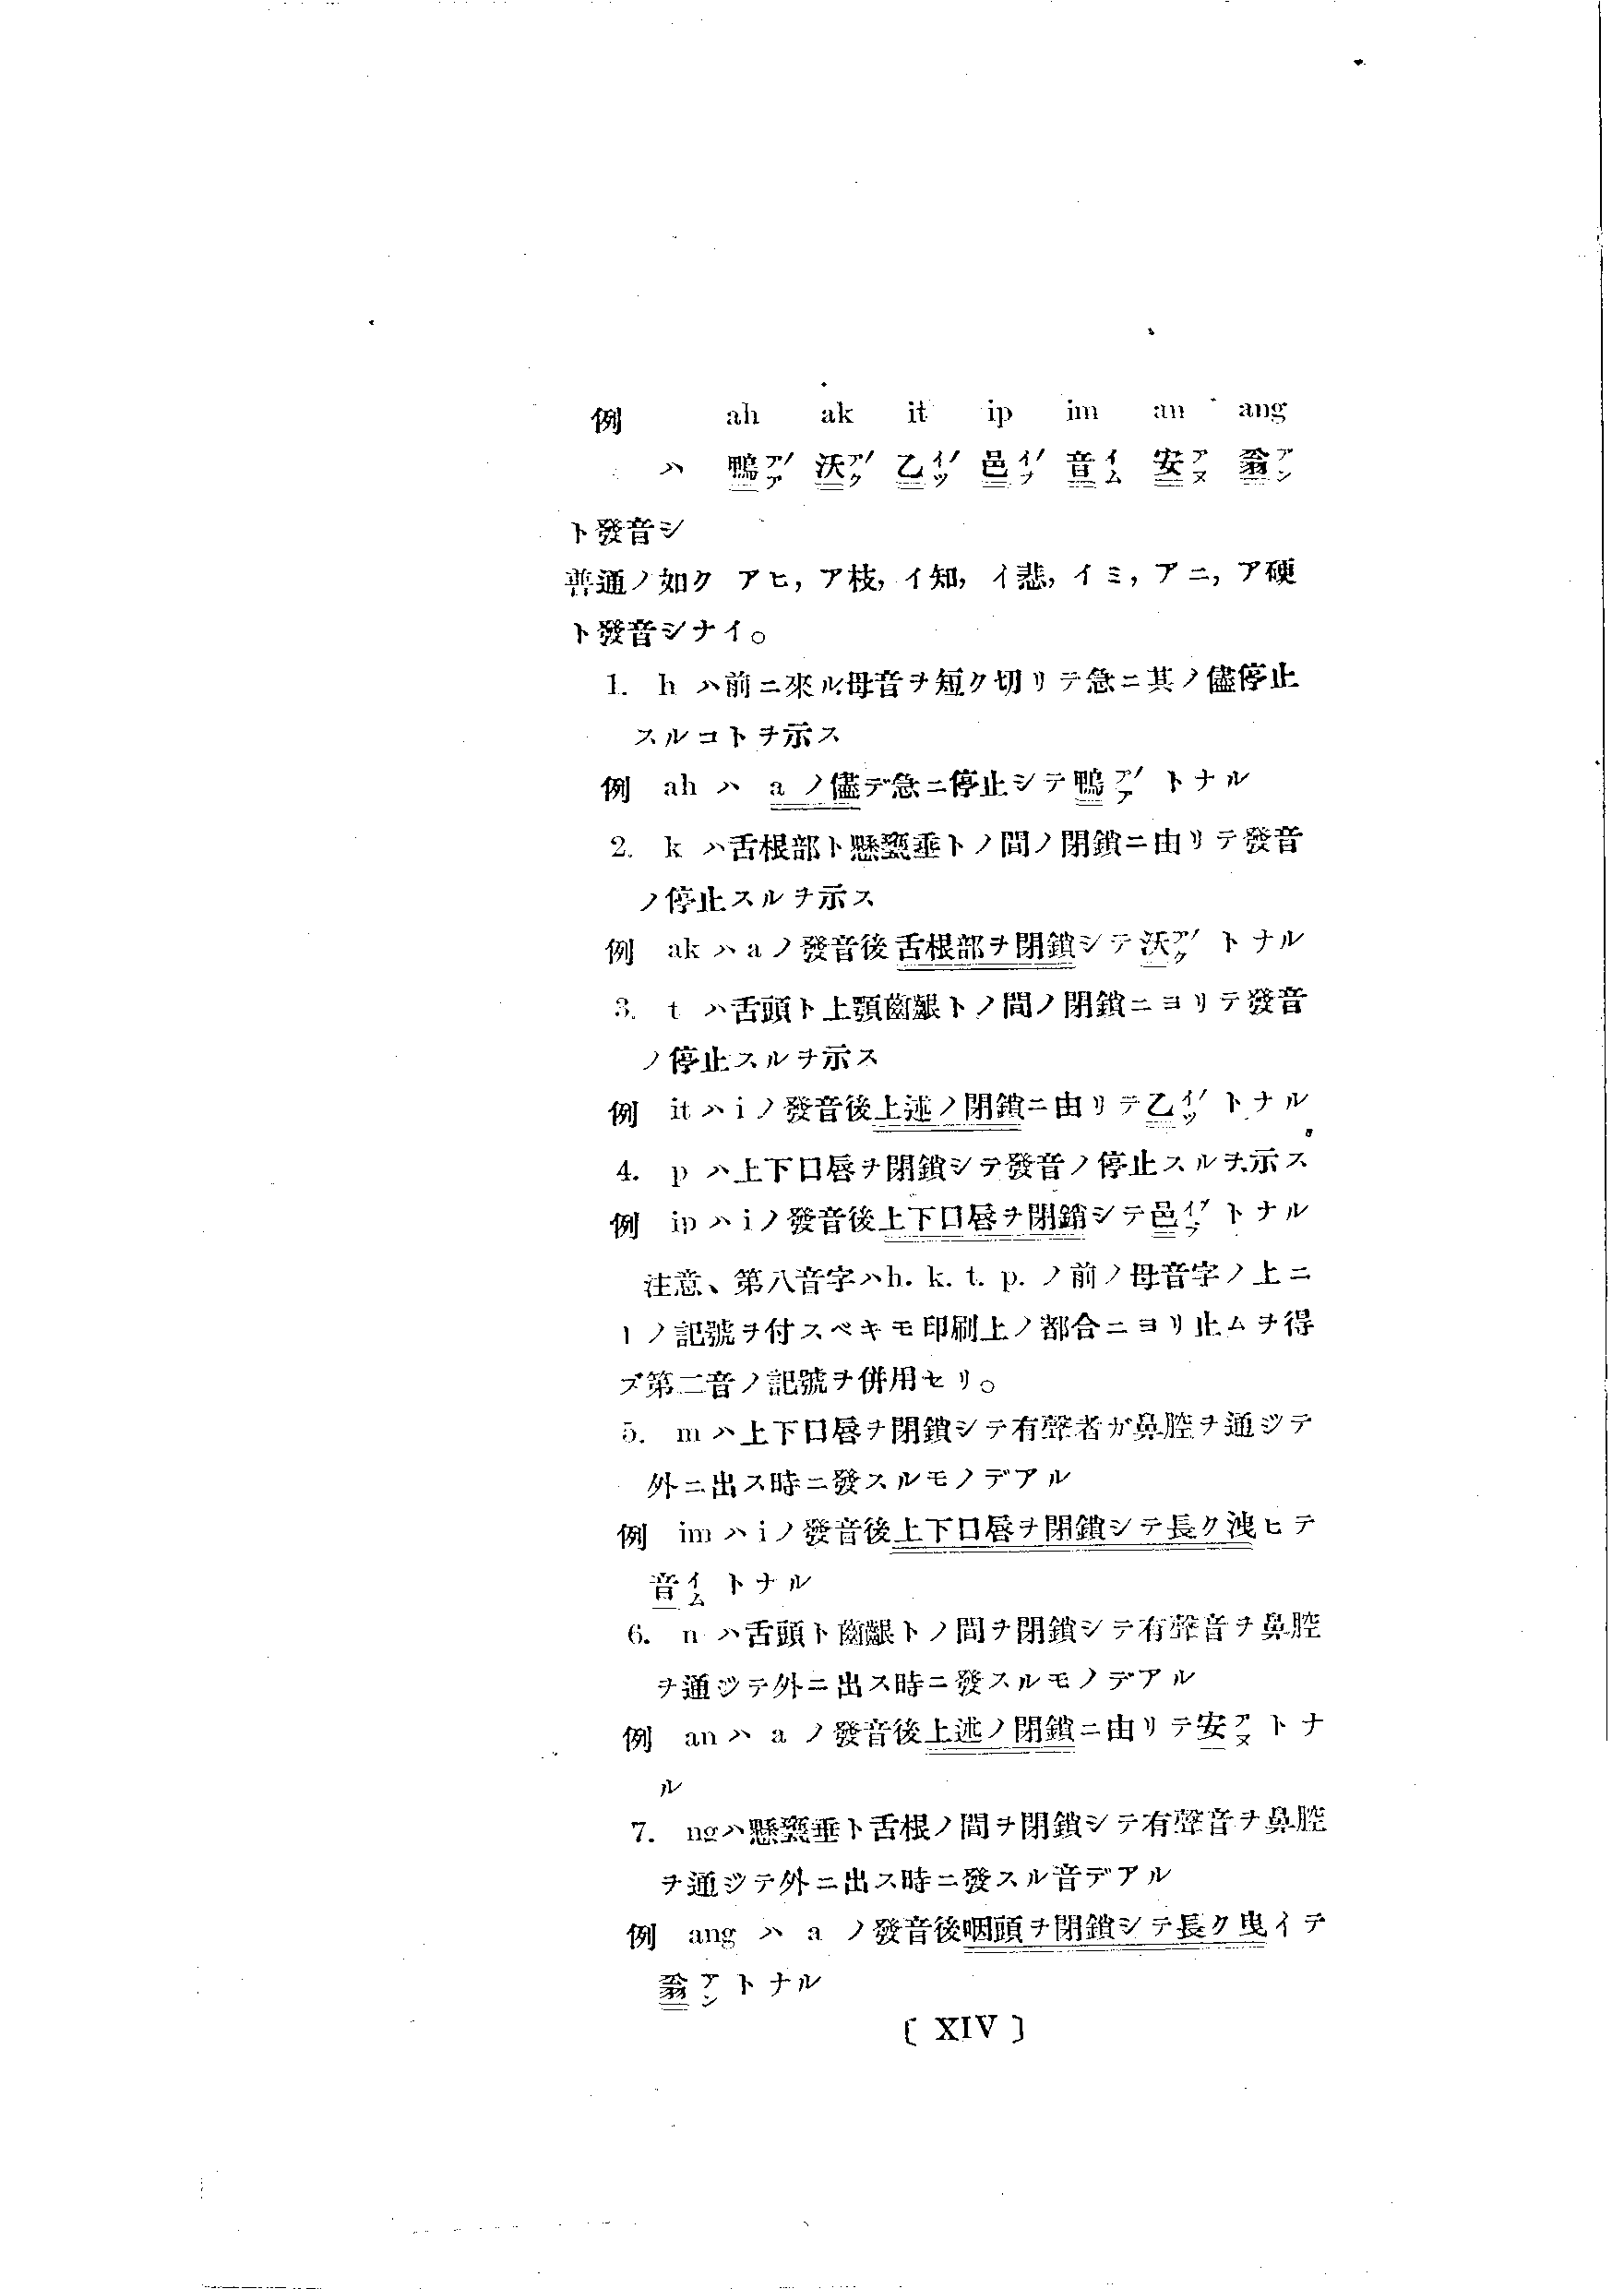 例 ah ak it ip im an ang
ハ 鴨アァ 沃アク 乙イッ 邑イプ 音イム 安アヌ 翁アン
ト發音シ
普通ノ如ク アヒ, ア枝, イ知, イ悲, イミ, アニ, ア硬
ト發音シナイ。
1. h ハ前ニ來ル母音ヲ短ク切リテ急ニ其ノ儘停止
スルコトヲ示ス
例 ah ハ a ノ儘デ急ニ停止シテ鴨アァ トナル
2. k ハ舌根部ト懸壅垂トノ間ノ閉鎖ニ由リテ發音
ノ停止スルヲ示ス
例 ak ハ a ノ發音後舌根部ヲ閉鎖シテ沃アク トナル
3. t ハ舌頭ト上顎齒齦トノ間ノ閉鎖ニヨリテ發音
ノ停止スルヲ示ス
例 it ハ i ノ發音後上述ノ閉鎖ニ由リテ乙イッ トナル
4. p ハ上下口唇ヲ閉鎖シテ發音ノ停止スルヲ示ス
例 ip ハ i ノ發音後上下口唇ヲ閉鎖シテ邑イプ トナル
注意、第八音字ハh. k. t. p. ノ前ノ母音字ノ上ニ
ノ記號ヲ付スベキモ印刷上ノ都合ニヨリ止ムヲ得
ズ第二音ノ記號ヲ併用セリ。
5. m ハ上下口唇ヲ閉鎖シテ有聲者ガ鼻腔ヲ通ジテ
外ニ出ス時ニ發スルモノデアル
例 im ハ i ノ發音後上下口唇ヲ閉鎖シテ長ク洩ヒテ
音イム トナル
6. n ハ舌頭ト齒齦トノ間ヲ閉鎖シテ有聲音ヲ鼻腔
ヲ通ジテ外ニ出ス時ニ發スルモノデアル
例 an ハ a ノ發音後上述ノ閉鎖ニ由リテ安アヌ トナ
ル
7. ngハ懸壅垂ト舌根ノ間ヲ閉鎖シテ有聲音ヲ鼻腔
ヲ通ジテ外ニ出ス時ニ發スル音デアル
例 ang ハ a ノ發音後咽頭ヲ閉鎖シテ長ク曳イテ
翁アン トナル
〔 XIV 〕